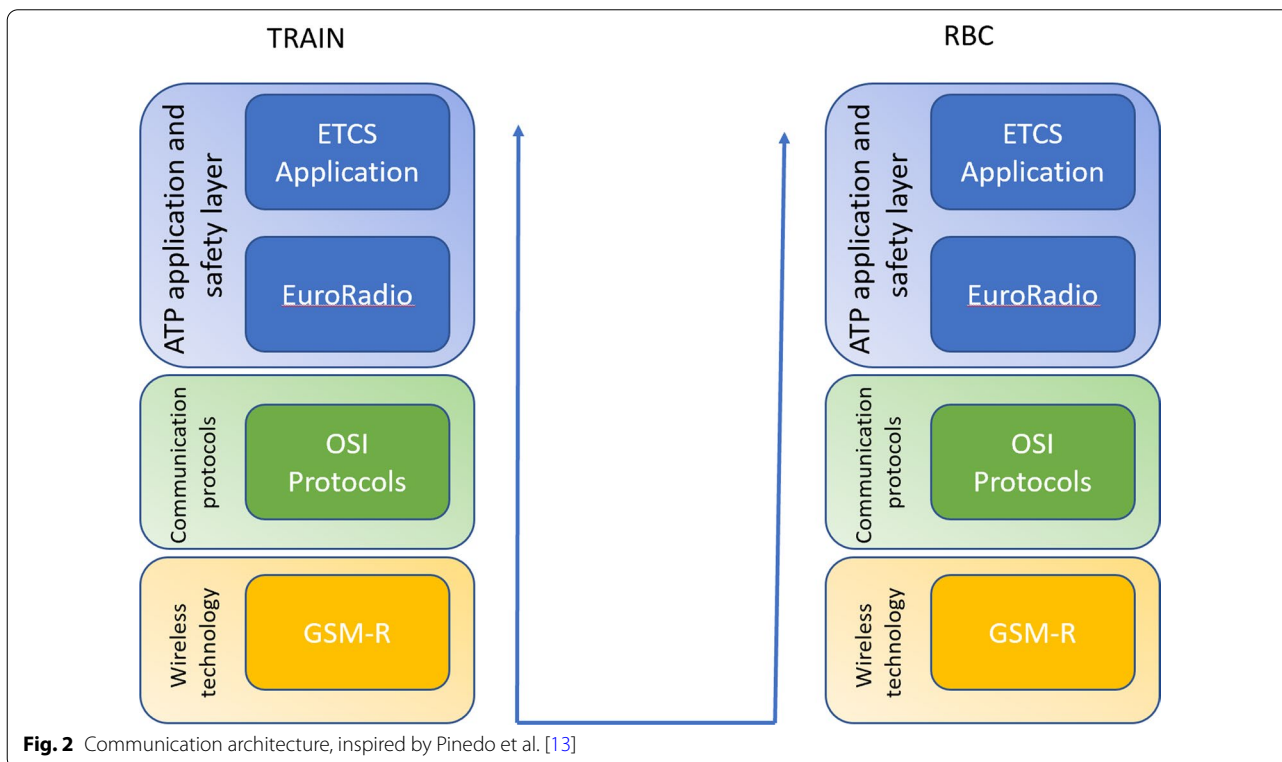 TRAIN
ATP application and
safety layer
ETCS
Application
EuroRadio
Communication
protocols
OSI
Protocols
Wireless
technology
GSM-R
RBC
ATP application and
safety layer
ETCS
Application
EuroRadio
Communication
protocols
OSI
Protocols
Wireless
technology
GSM-R
Fig. 2 Communication architecture, inspired by Pinedo et al. [13]